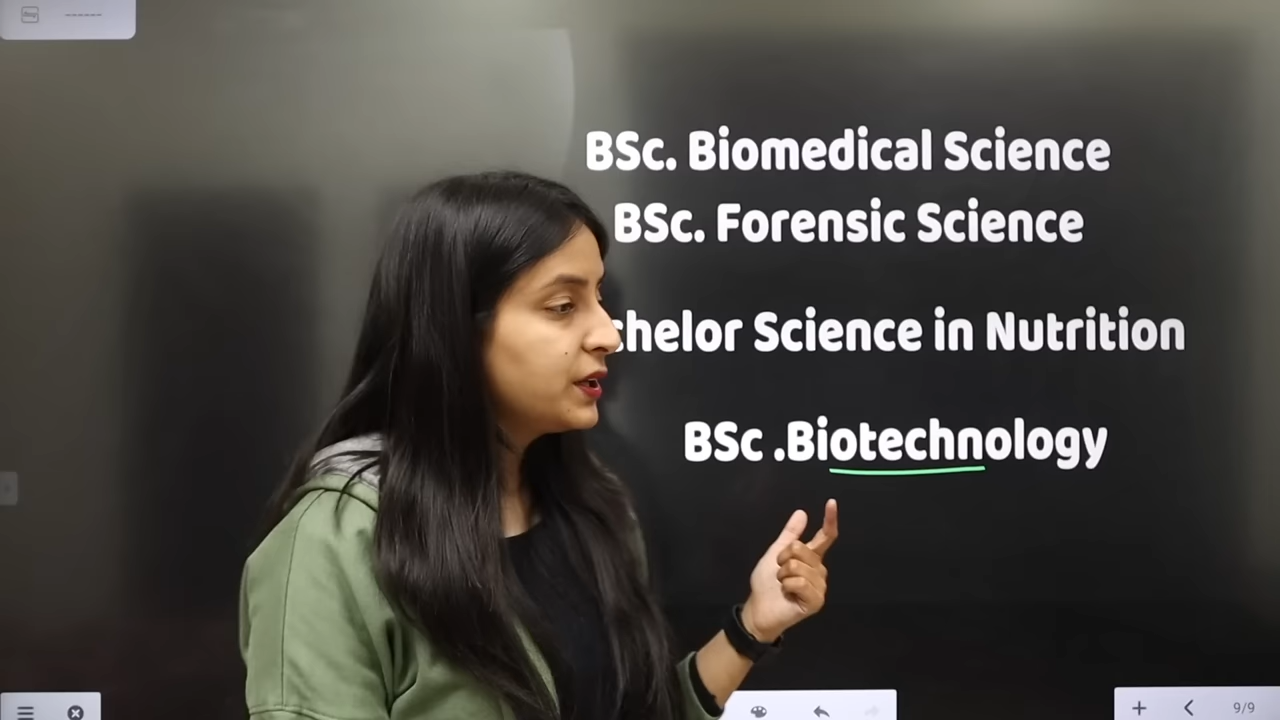 BSc. Biomedical Science
BSc. Forensic Science
chelor Science in Nutrition
BSc .Biotechnology
9/9